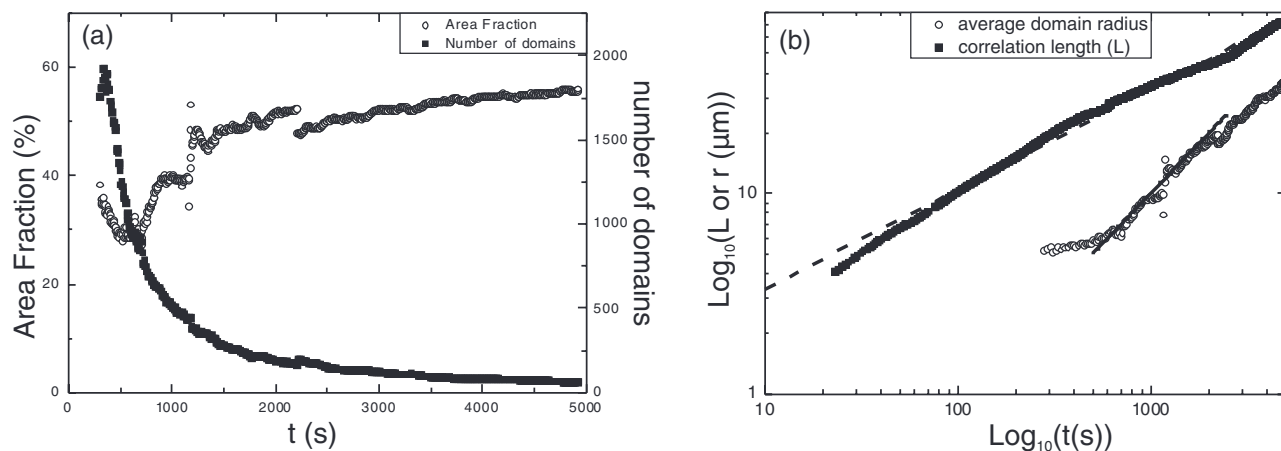 (a)
Area Fraction
Number of domains
60
40
20
0
Area Fraction (%)
2000
1500
1000
500
0
number of domains
0 1000 2000 3000 4000 5000
t (s)
(b)
average domain radius
correlation length (L)
10
1
Log10(L or r (µm))
10 100 1000
Log10(t(s))